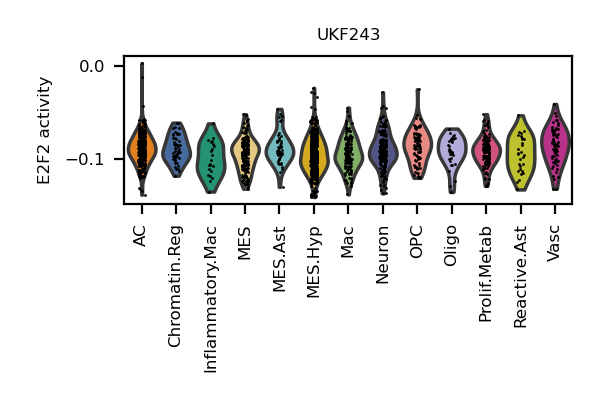 UKF243
E2F2 activity
0.0
−0.1
AC
Chromatin.Reg
Inflammatory.Mac
MES
MES.Ast
MES.Hyp
Mac
Neuron
OPC
Oligo
Prolif.Metab
Reactive.Ast
Vasc